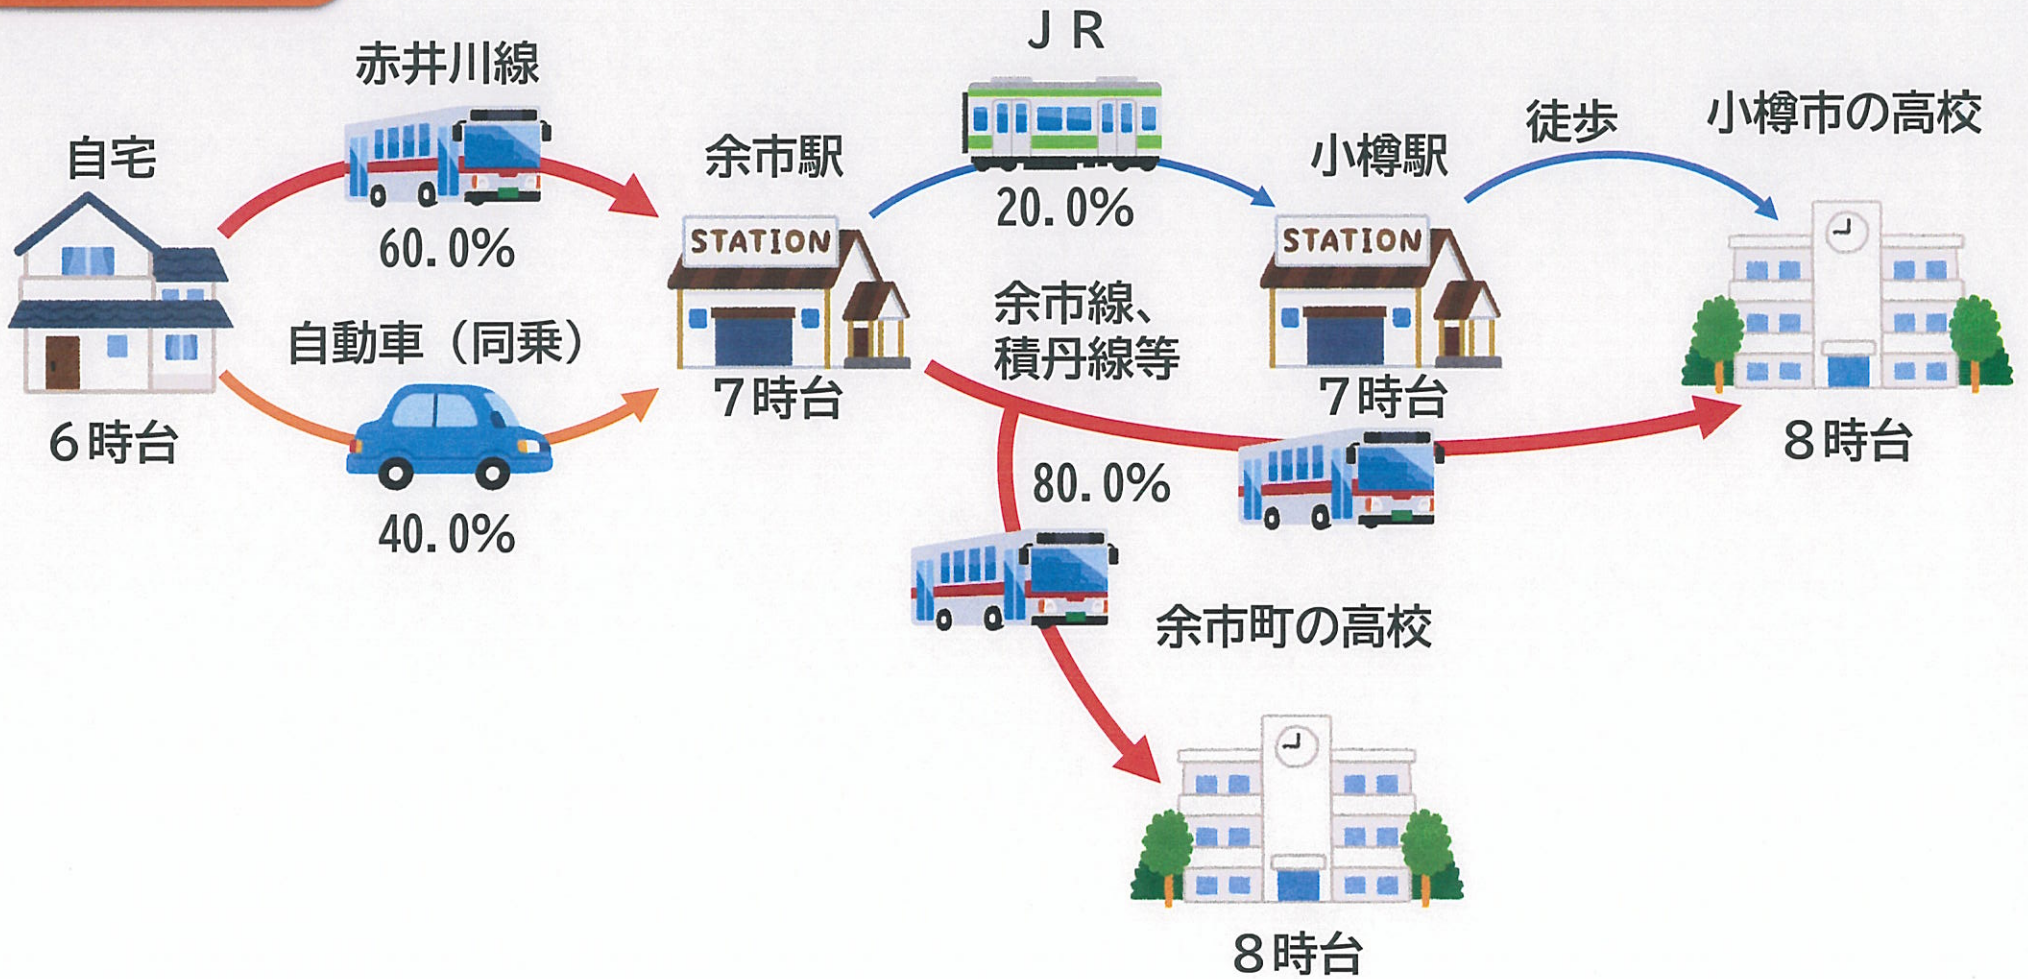 ＪＲ
赤井川線
小樽市の高校
徒歩
自宅
余市駅
小樽駅
20.0%
STATION
STATION
60.0%
余市線、
積丹線等
自動車（同乗）
7時台
7時台
6時台
8時台
80.0%
40.0%
余市町の高校
8時台